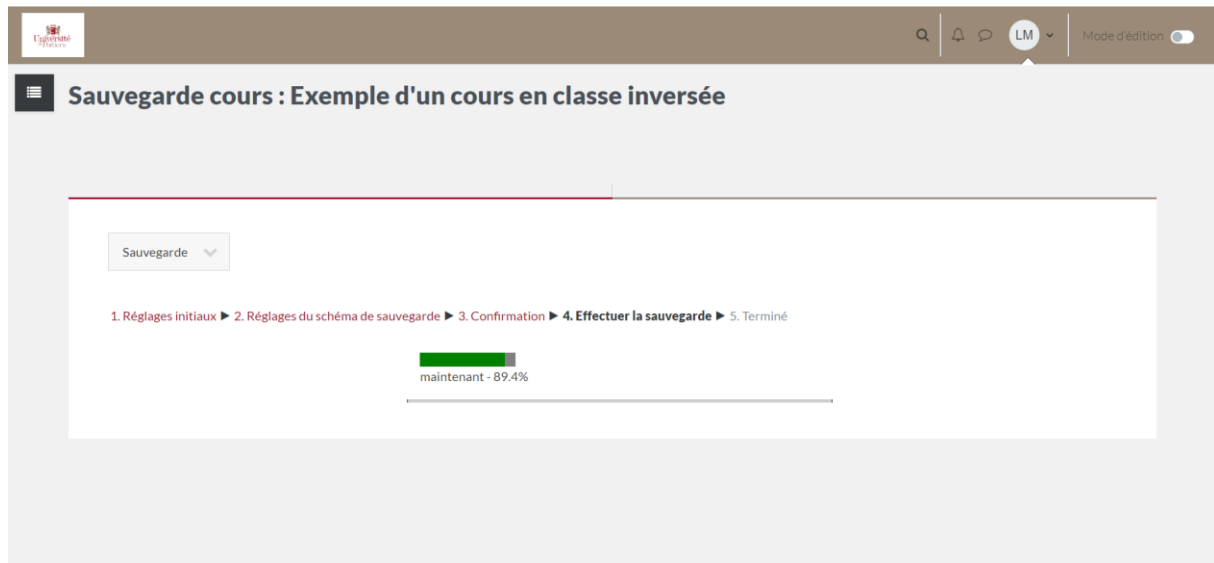 Université
de Poitiers
LM
Mode d'édition
Sauvegarde cours : Exemple d'un cours en classe inversée
Sauvegarde
1. Réglages initiaux ► 2. Réglages du schéma de sauvegarde ► 3. Confirmation ► 4. Effectuer la sauvegarde ► 5. Terminé
maintenant - 89.4%